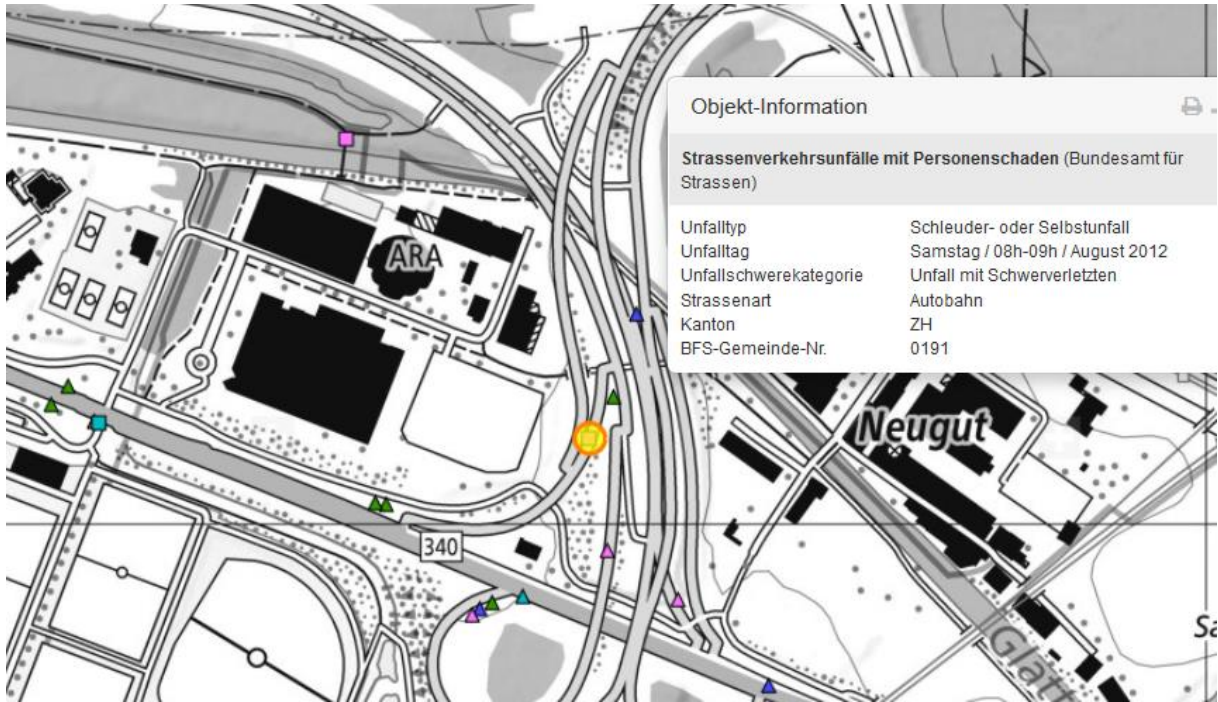 Objekt-Information
Strassenverkehrsunfälle mit Personenschaden (Bundesamt für
Strassen)
Unfalltyp Schleuder- oder Selbstunfall
Unfalltag Samstag / 08h-09h / August 2012
Unfallschwerekategorie Unfall mit Schwerverletzten
Strassenart Autobahn
Kanton ZH
BFS-Gemeinde-Nr. 0191
ARA
Neugut
340
Glatt
Sa